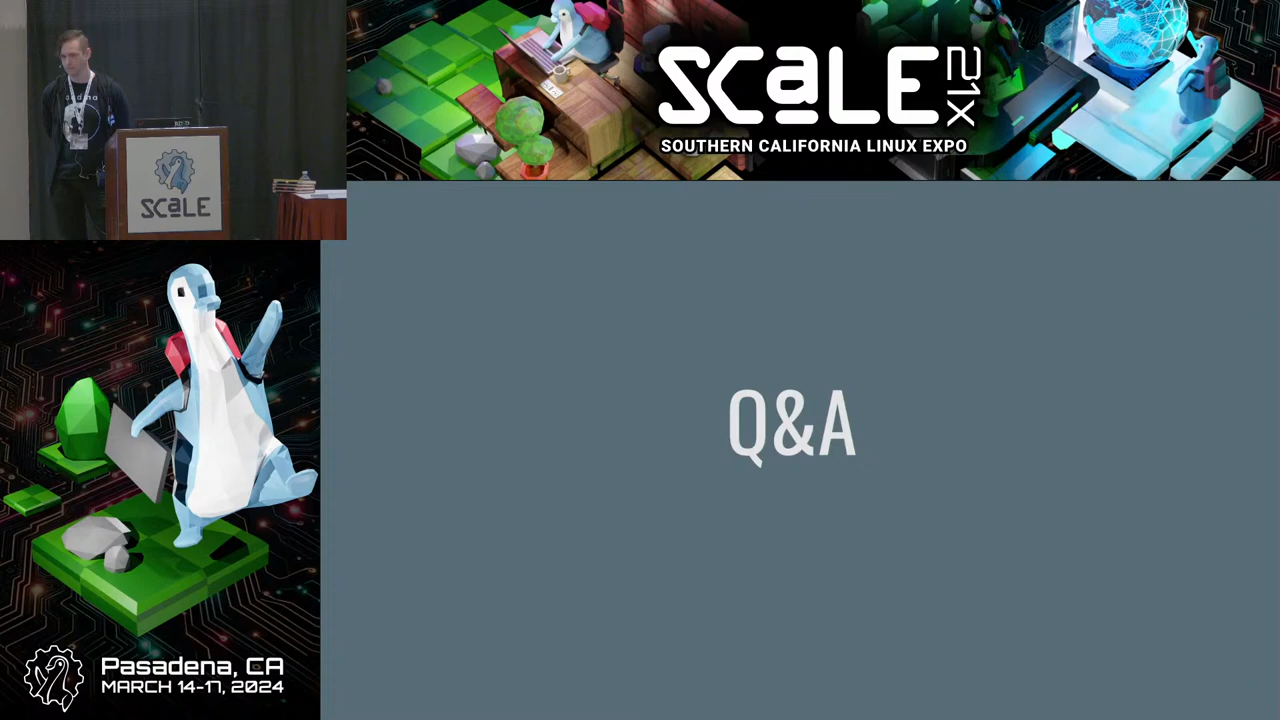 SCaLE 21X
SOUTHERN CALIFORNIA LINUX EXPO
SCaLE
Q&A
Pasadena, CA
MARCH 14-17, 2024